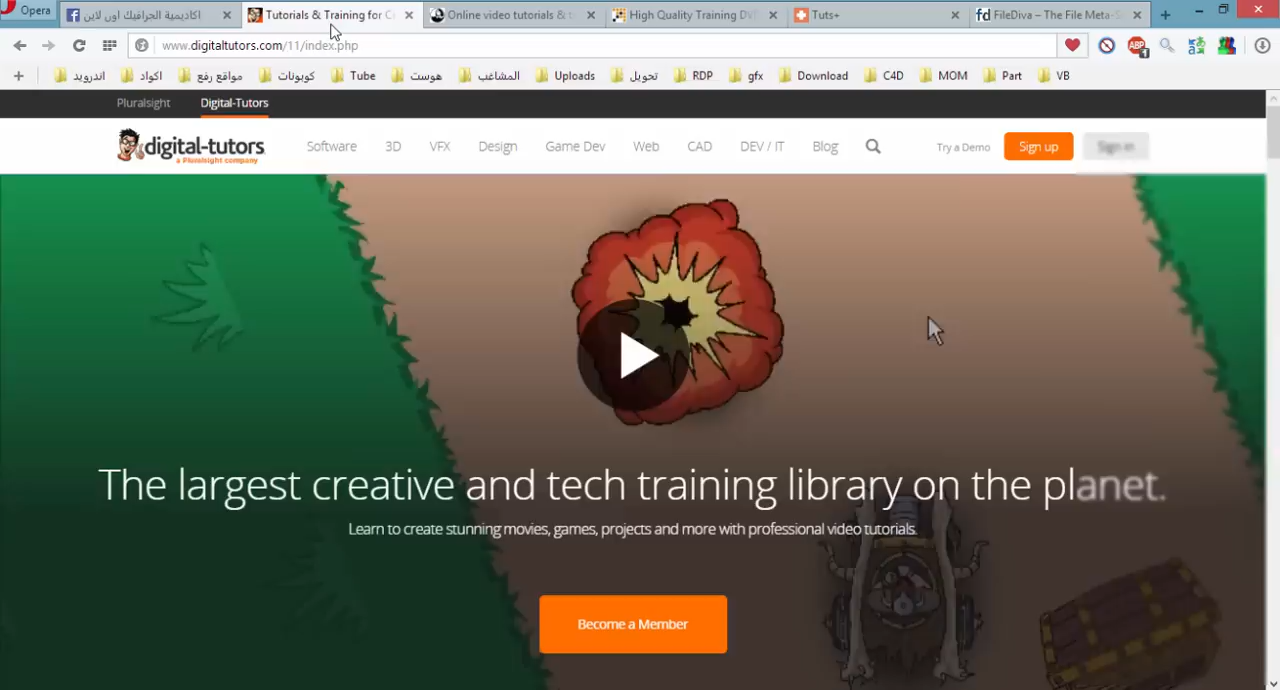 Opera
اكاديمية الجرافيك اون لاين
Tutorials & Training for C
Online video tutorials & t
High Quality Training DV
Tuts+
FileDiva – The File Meta-S
www.digitaltutors.com/11/index.php
اندرويد
اكواد
مواقع رفع
كوبونات
Tube
هوست
المشاغب
Uploads
تحويل
RDP
gfx
Download
C4D
MOM
Part
VB
Pluralsight
Digital-Tutors
digital-tutors
a Pluralsight company
Software
3D
VFX
Design
Game Dev
Web
CAD
DEV / IT
Blog
Try a Demo
Sign up
Sign in
The largest creative and tech training library on the planet.
Learn to create stunning movies, games, projects and more with professional video tutorials.
Become a Member